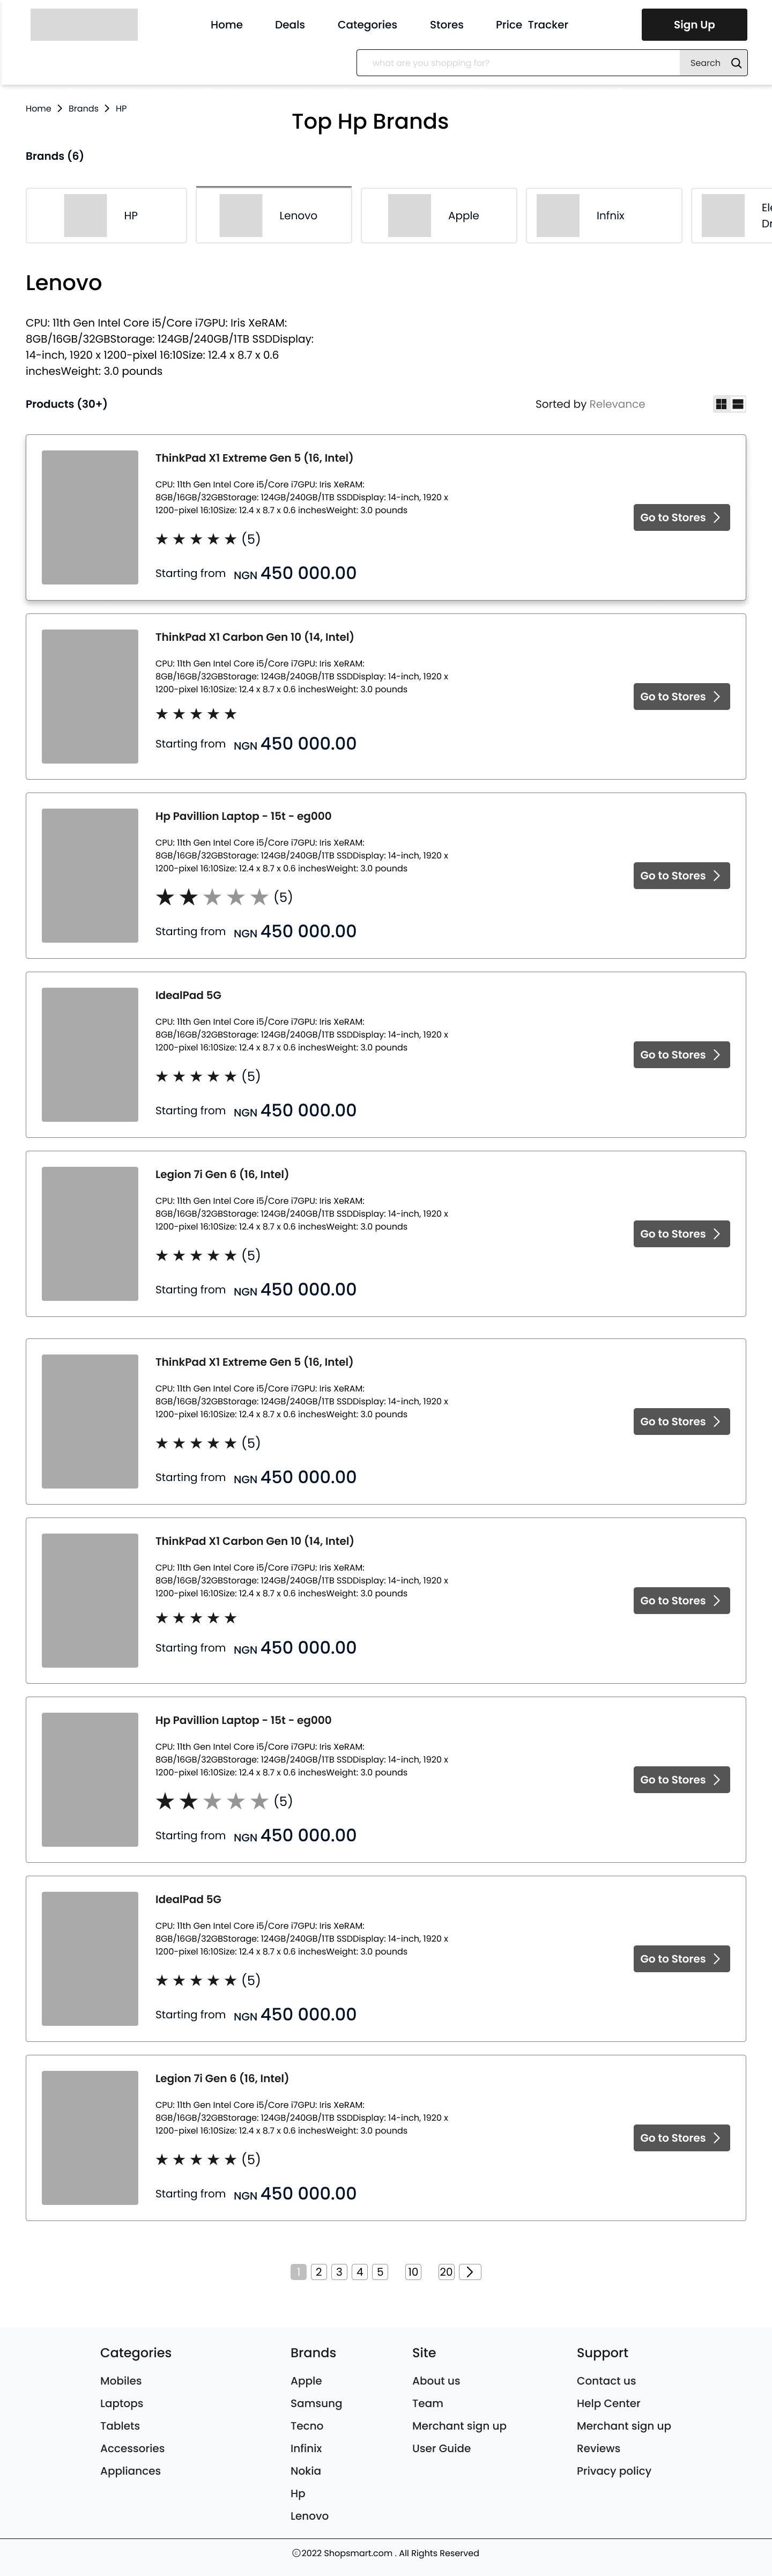 Home Deals Categories Stores Price Tracker Sign Up
what are you shopping for? Search
Home > Brands > HP
Top Hp Brands
Brands (6)
HP Lenovo Apple Infnix Ele
Dr
Lenovo
CPU: 11th Gen Intel Core i5/Core i7GPU: Iris XeRAM:
8GB/16GB/32GBStorage: 124GB/240GB/1TB SSDDisplay:
14-inch, 1920 x 1200-pixel 16:10Size: 12.4 x 8.7 x 0.6
inchesWeight: 3.0 pounds
Products (30+) Sorted by Relevance
ThinkPad X1 Extreme Gen 5 (16, Intel)
CPU: 11th Gen Intel Core i5/Core i7GPU: Iris XeRAM:
8GB/16GB/32GBStorage: 124GB/240GB/1TB SSDDisplay: 14-inch, 1920 x
1200-pixel 16:10Size: 12.4 x 8.7 x 0.6 inchesWeight: 3.0 pounds
Go to Stores
★ ★ ★ ★ ★ (5)
Starting from NGN 450 000.00
ThinkPad X1 Carbon Gen 10 (14, Intel)
CPU: 11th Gen Intel Core i5/Core i7GPU: Iris XeRAM:
8GB/16GB/32GBStorage: 124GB/240GB/1TB SSDDisplay: 14-inch, 1920 x
1200-pixel 16:10Size: 12.4 x 8.7 x 0.6 inchesWeight: 3.0 pounds
Go to Stores
★ ★ ★ ★ ★
Starting from NGN 450 000.00
Hp Pavillion Laptop - 15t - eg000
CPU: 11th Gen Intel Core i5/Core i7GPU: Iris XeRAM:
8GB/16GB/32GBStorage: 124GB/240GB/1TB SSDDisplay: 14-inch, 1920 x
1200-pixel 16:10Size: 12.4 x 8.7 x 0.6 inchesWeight: 3.0 pounds
Go to Stores
★ ★ ★ ★ ★ (5)
Starting from NGN 450 000.00
IdealPad 5G
CPU: 11th Gen Intel Core i5/Core i7GPU: Iris XeRAM:
8GB/16GB/32GBStorage: 124GB/240GB/1TB SSDDisplay: 14-inch, 1920 x
1200-pixel 16:10Size: 12.4 x 8.7 x 0.6 inchesWeight: 3.0 pounds
Go to Stores
★ ★ ★ ★ ★ (5)
Starting from NGN 450 000.00
Legion 7i Gen 6 (16, Intel)
CPU: 11th Gen Intel Core i5/Core i7GPU: Iris XeRAM:
8GB/16GB/32GBStorage: 124GB/240GB/1TB SSDDisplay: 14-inch, 1920 x
1200-pixel 16:10Size: 12.4 x 8.7 x 0.6 inchesWeight: 3.0 pounds
Go to Stores
★ ★ ★ ★ ★ (5)
Starting from NGN 450 000.00
ThinkPad X1 Extreme Gen 5 (16, Intel)
CPU: 11th Gen Intel Core i5/Core i7GPU: Iris XeRAM:
8GB/16GB/32GBStorage: 124GB/240GB/1TB SSDDisplay: 14-inch, 1920 x
1200-pixel 16:10Size: 12.4 x 8.7 x 0.6 inchesWeight: 3.0 pounds
Go to Stores
★ ★ ★ ★ ★ (5)
Starting from NGN 450 000.00
ThinkPad X1 Carbon Gen 10 (14, Intel)
CPU: 11th Gen Intel Core i5/Core i7GPU: Iris XeRAM:
8GB/16GB/32GBStorage: 124GB/240GB/1TB SSDDisplay: 14-inch, 1920 x
1200-pixel 16:10Size: 12.4 x 8.7 x 0.6 inchesWeight: 3.0 pounds
Go to Stores
★ ★ ★ ★ ★
Starting from NGN 450 000.00
Hp Pavillion Laptop - 15t - eg000
CPU: 11th Gen Intel Core i5/Core i7GPU: Iris XeRAM:
8GB/16GB/32GBStorage: 124GB/240GB/1TB SSDDisplay: 14-inch, 1920 x
1200-pixel 16:10Size: 12.4 x 8.7 x 0.6 inchesWeight: 3.0 pounds
Go to Stores
★ ★ ★ ★ ★ (5)
Starting from NGN 450 000.00
IdealPad 5G
CPU: 11th Gen Intel Core i5/Core i7GPU: Iris XeRAM:
8GB/16GB/32GBStorage: 124GB/240GB/1TB SSDDisplay: 14-inch, 1920 x
1200-pixel 16:10Size: 12.4 x 8.7 x 0.6 inchesWeight: 3.0 pounds
Go to Stores
★ ★ ★ ★ ★ (5)
Starting from NGN 450 000.00
Legion 7i Gen 6 (16, Intel)
CPU: 11th Gen Intel Core i5/Core i7GPU: Iris XeRAM:
8GB/16GB/32GBStorage: 124GB/240GB/1TB SSDDisplay: 14-inch, 1920 x
1200-pixel 16:10Size: 12.4 x 8.7 x 0.6 inchesWeight: 3.0 pounds
Go to Stores
★ ★ ★ ★ ★ (5)
Starting from NGN 450 000.00
1 2 3 4 5 10 20 >
Categories
Mobiles
Laptops
Tablets
Accessories
Appliances
Brands
Apple
Samsung
Tecno
Infinix
Nokia
Hp
Lenovo
Site
About us
Team
Merchant sign up
User Guide
Support
Contact us
Help Center
Merchant sign up
Reviews
Privacy policy
©2022 Shopsmart.com . All Rights Reserved